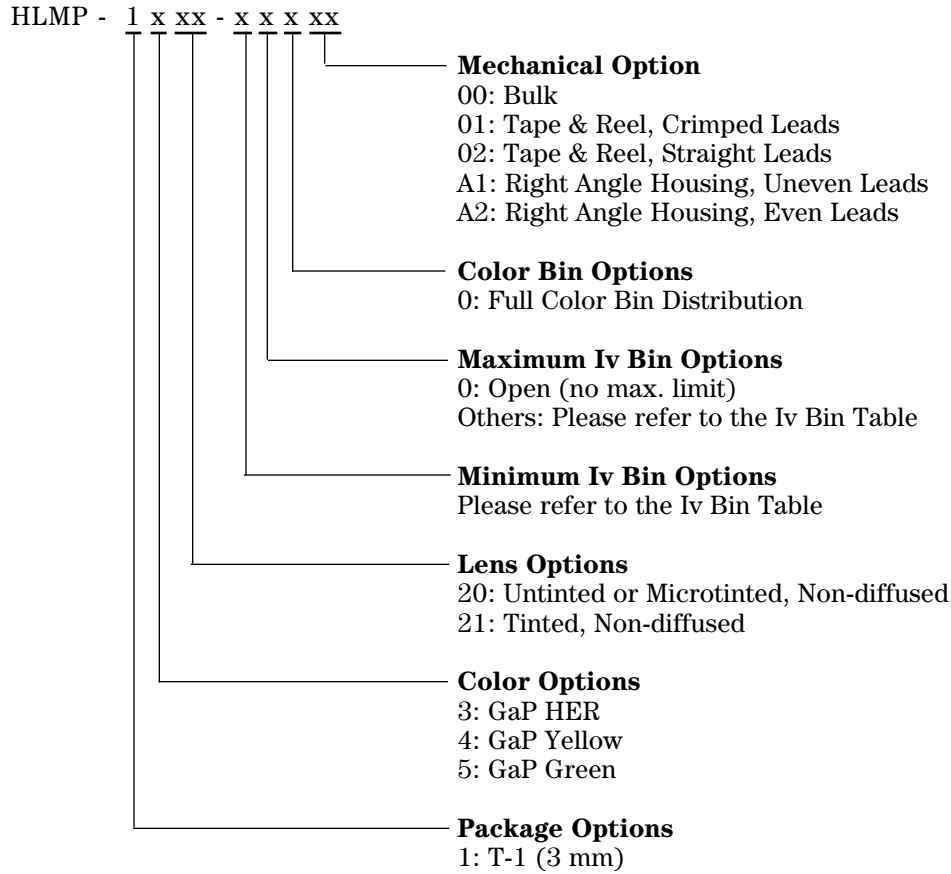 HLMP - 1 x xx - x x x xx
Mechanical Option
00: Bulk
01: Tape & Reel, Crimped Leads
02: Tape & Reel, Straight Leads
A1: Right Angle Housing, Uneven Leads
A2: Right Angle Housing, Even Leads
Color Bin Options
0: Full Color Bin Distribution
Maximum Iv Bin Options
0: Open (no max. limit)
Others: Please refer to the Iv Bin Table
Minimum Iv Bin Options
Please refer to the Iv Bin Table
Lens Options
20: Untinted or Microtinted, Non-diffused
21: Tinted, Non-diffused
Color Options
3: GaP HER
4: GaP Yellow
5: GaP Green
Package Options
1: T-1 (3 mm)